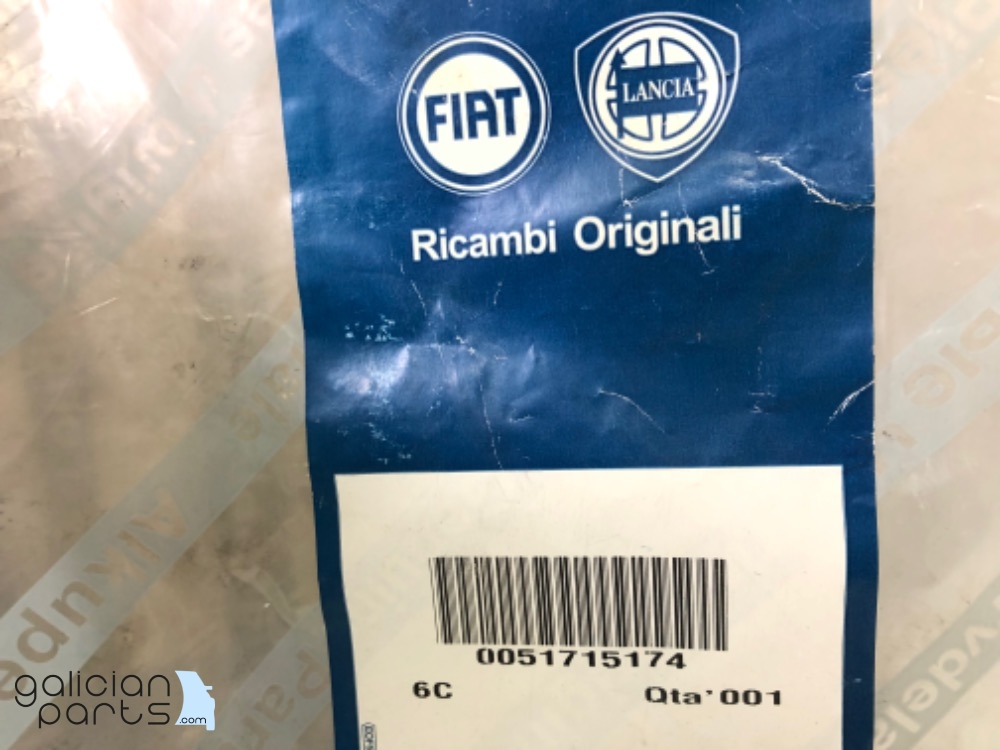 FIAT
LANCIA
Ricambi Originali
0051715174
6C
Qta'001
galician
parts.com